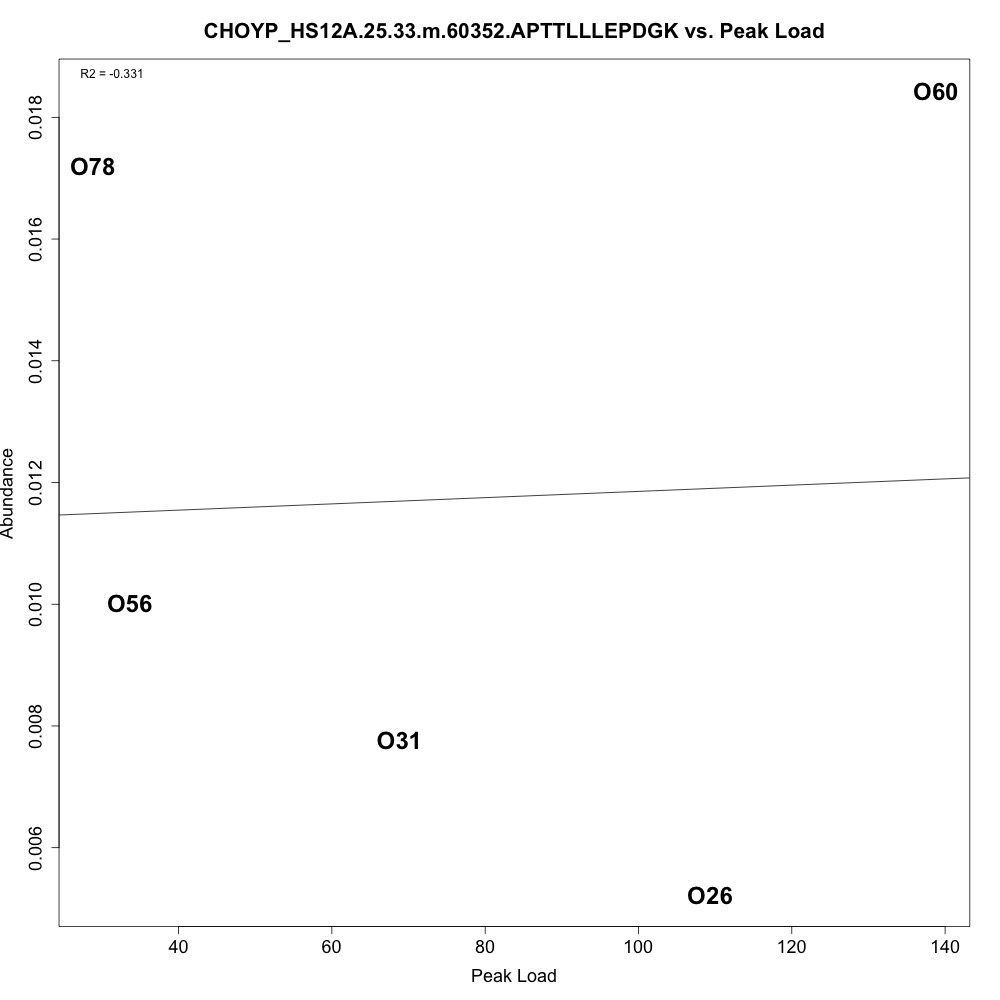 CHOYP_HS12A.25.33.m.60352.APTTLLLEPDGK vs. Peak Load
R2 = -0.331
O60
O78
O56
O31
O26
Abundance
0.018
0.016
0.014
0.012
0.010
0.008
0.006
40 60 80 100 120 140
Peak Load